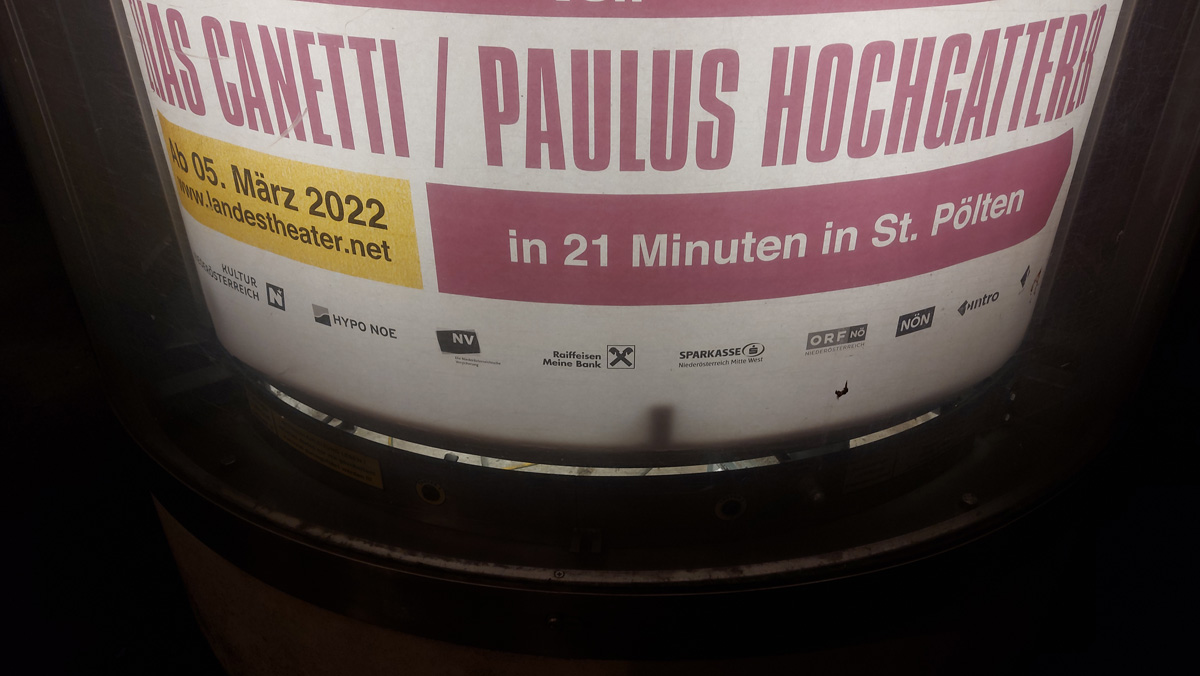 CANETTI / PAULUS HOCHGATTERER
Ab 05. März 2022
www.landestheater.net
in 21 Minuten in St. Pölten
KULTUR
NIEDERÖSTERREICH N
HYPO NOE
NV
Raiffeisen
Meine Bank
SPARKASSE
Niederösterreich Mitte West
ORF NÖ
NIEDERÖSTERREICH
NÖN
intro